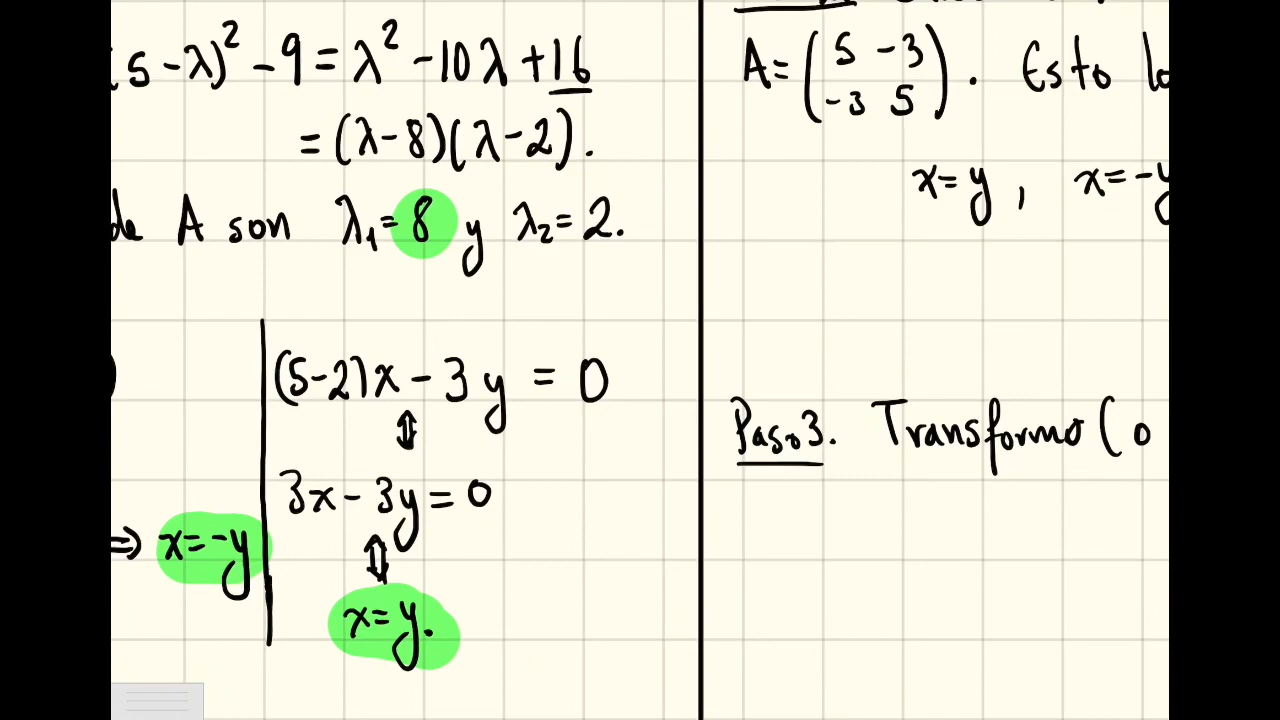 (5-λ)² - 9 = λ² - 10λ + 16
= (λ-8)(λ-2).
de A son λ₁ = 8 y λ₂ = 2.
(5-2)x - 3y = 0
⇕
3x - 3y = 0
⇒ x=-y
⇕
x=y.
A = (5 -3
-3 5). Esto lo
x=y, x=-y
Paso 3. Transformo (o